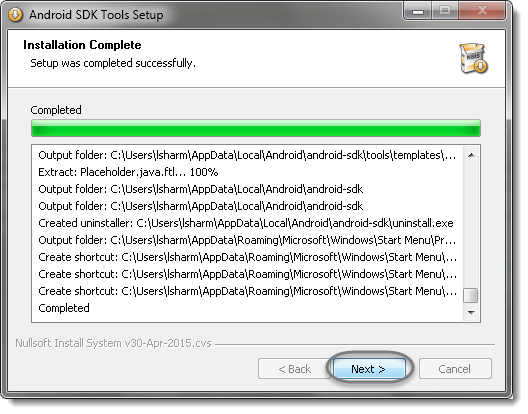 Android SDK Tools Setup
Installation Complete
Setup was completed successfully.
NSIS
Completed
Output folder: C:\Users\lsharm\AppData\Local\Android\android-sdk\tools\templates\...
Extract: Placeholder.java.ftl... 100%
Output folder: C:\Users\lsharm\AppData\Local\Android\android-sdk
Output folder: C:\Users\lsharm\AppData\Local\Android\android-sdk
Created uninstaller: C:\Users\lsharm\AppData\Local\Android\android-sdk\uninstall.exe
Output folder: C:\Users\lsharm\AppData\Roaming\Microsoft\Windows\Start Menu\Pr...
Create shortcut: C:\Users\lsharm\AppData\Roaming\Microsoft\Windows\Start Menu\...
Create shortcut: C:\Users\lsharm\AppData\Roaming\Microsoft\Windows\Start Menu\...
Create shortcut: C:\Users\lsharm\AppData\Roaming\Microsoft\Windows\Start Menu\...
Completed
Nullsoft Install System v30-Apr-2015.cvs
< Back
Next >
Cancel